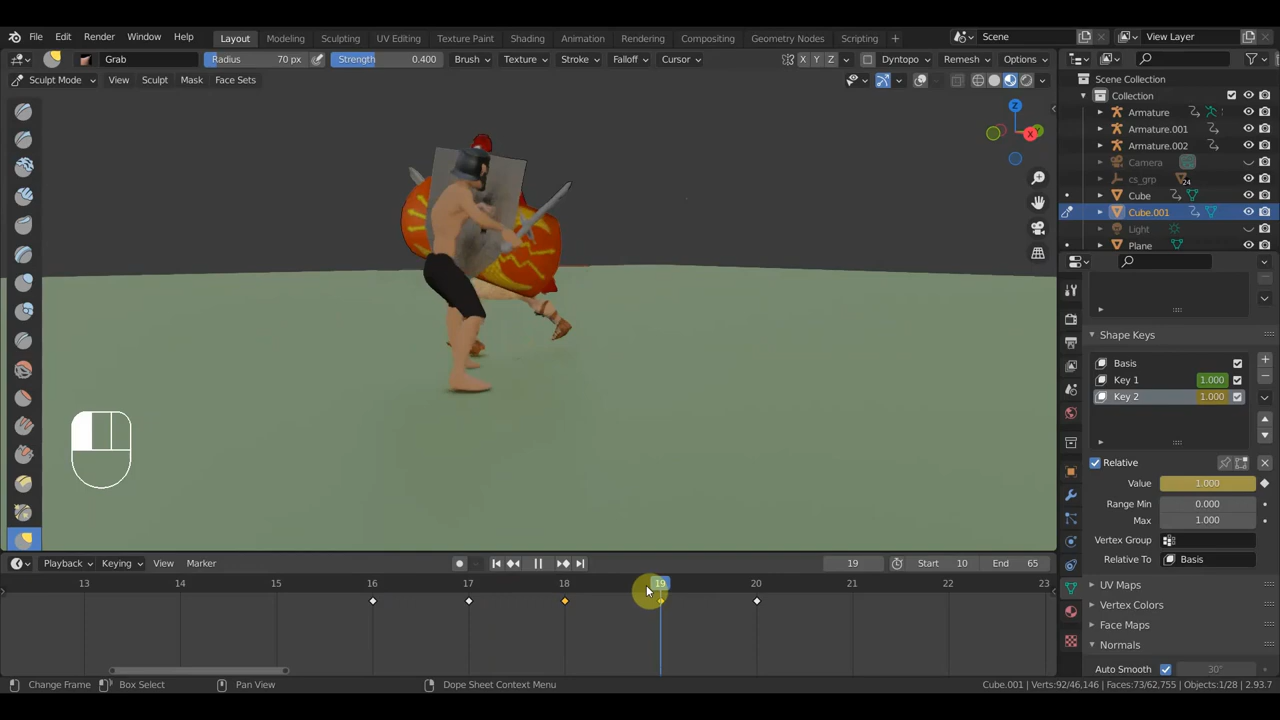 File Edit Render Window Help Layout Modeling Sculpting UV Editing Texture Paint Shading Animation Rendering Compositing Geometry Nodes Scripting + Scene View Layer
Grab Radius 70 px Strength 0.400 Brush Texture Stroke Falloff Cursor X Y Z Dyntopo Remesh Options
Sculpt Mode View Sculpt Mask Face Sets
Scene Collection
Collection
Armature
Armature.001
Armature.002
Camera
cs_grp 24
Cube
Cube.001
Light
Plane
Shape Keys
Basis
Key 1 1.000
Key 2 1.000
Relative
Value 1.000
Range Min 0.000
Max 1.000
Vertex Group
Relative To Basis
UV Maps
Vertex Colors
Face Maps
Normals
Auto Smooth 30°
Playback Keying View Marker 19 Start 10 End 65
13 14 15 16 17 18 19 20 21 22 23
Change Frame Box Select Pan View Dope Sheet Context Menu Cube.001 | Verts:92/46,146 | Faces:73/62,755 | Objects:1/28 | 2.93.7